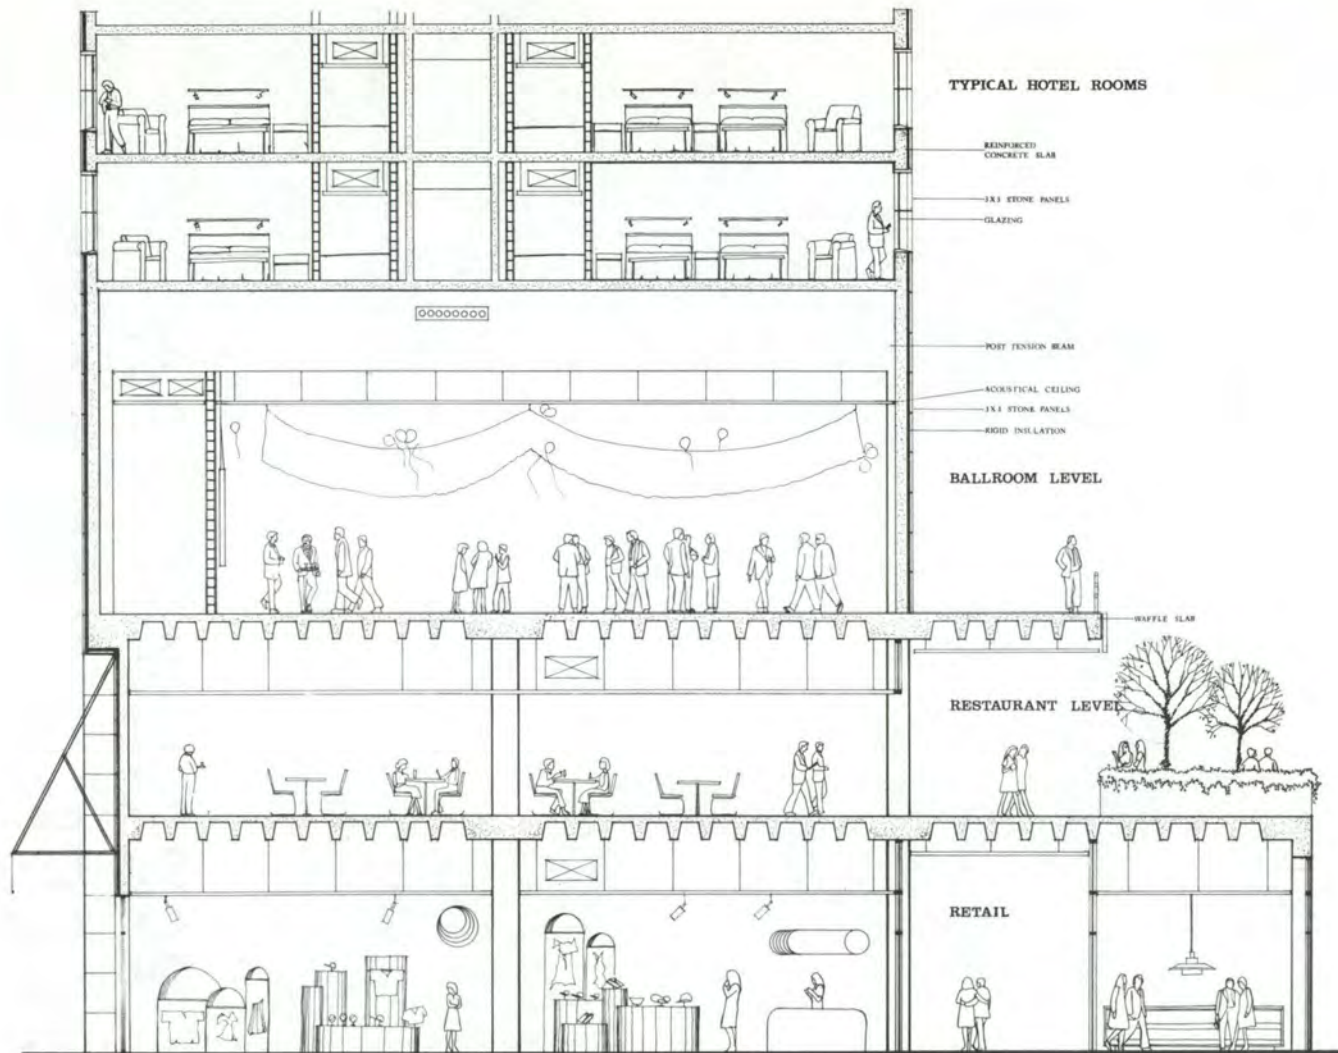 TYPICAL HOTEL ROOMS
REINFORCED
CONCRETE SLAB
3X3 STONE PANELS
GLAZING
POST TENSION BEAM
ACOUSTICAL CEILING
3X3 STONE PANELS
RIGID INSULATION
BALLROOM LEVEL
WAFFLE SLAB
RESTAURANT LEVEL
RETAIL